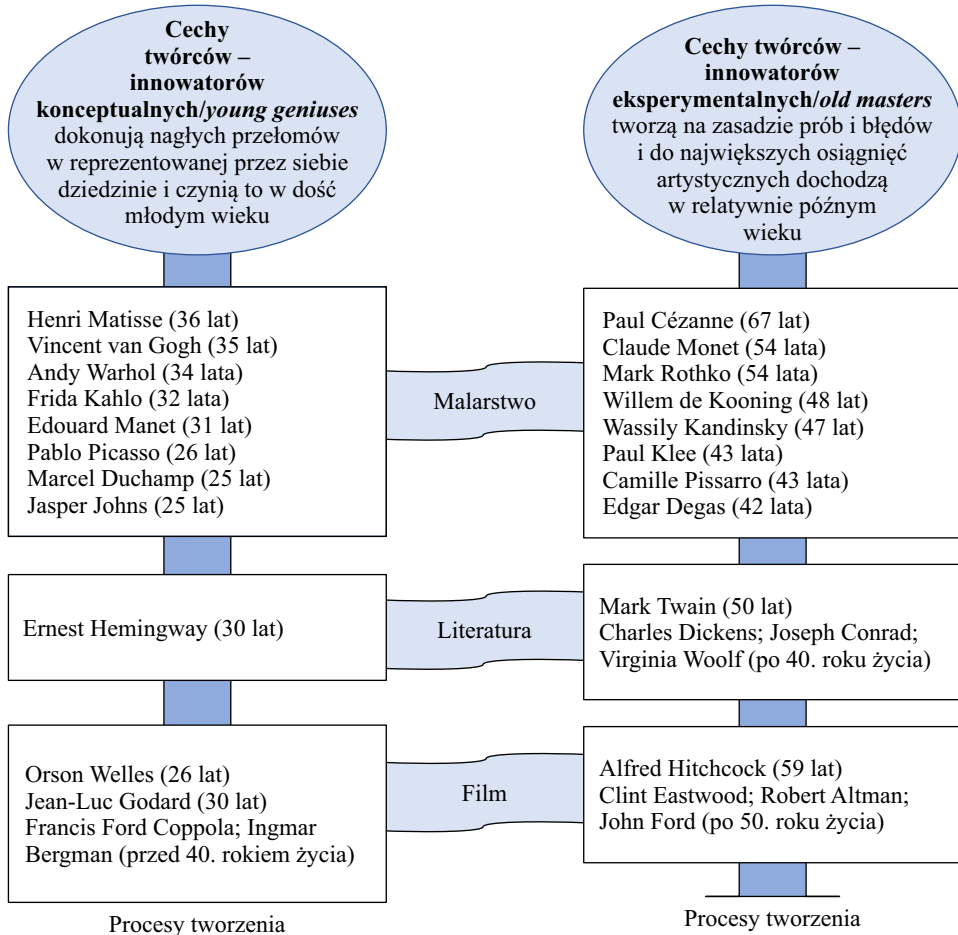 Cechy
twórców –
innowatorów
konceptualnych/young geniuses
dokonują nagłych przełomów
w reprezentowanej przez siebie
dziedzinie i czynią to w dość
młodym wieku
Cechy twórców –
innowatorów
eksperymentalnych/old masters
tworzą na zasadzie prób i błędów
i do największych osiągnięć
artystycznych dochodzą
w relatywnie późnym
wieku
Henri Matisse (36 lat)
Vincent van Gogh (35 lat)
Andy Warhol (34 lata)
Frida Kahlo (32 lata)
Edouard Manet (31 lat)
Pablo Picasso (26 lat)
Marcel Duchamp (25 lat)
Jasper Johns (25 lat)
Malarstwo
Paul Cézanne (67 lat)
Claude Monet (54 lata)
Mark Rothko (54 lata)
Willem de Kooning (48 lat)
Wassily Kandinsky (47 lat)
Paul Klee (43 lata)
Camille Pissarro (43 lata)
Edgar Degas (42 lata)
Ernest Hemingway (30 lat)
Literatura
Mark Twain (50 lat)
Charles Dickens; Joseph Conrad;
Virginia Woolf (po 40. roku życia)
Orson Welles (26 lat)
Jean-Luc Godard (30 lat)
Francis Ford Coppola; Ingmar
Bergman (przed 40. rokiem życia)
Film
Alfred Hitchcock (59 lat)
Clint Eastwood; Robert Altman;
John Ford (po 50. roku życia)
Procesy tworzenia
Procesy tworzenia